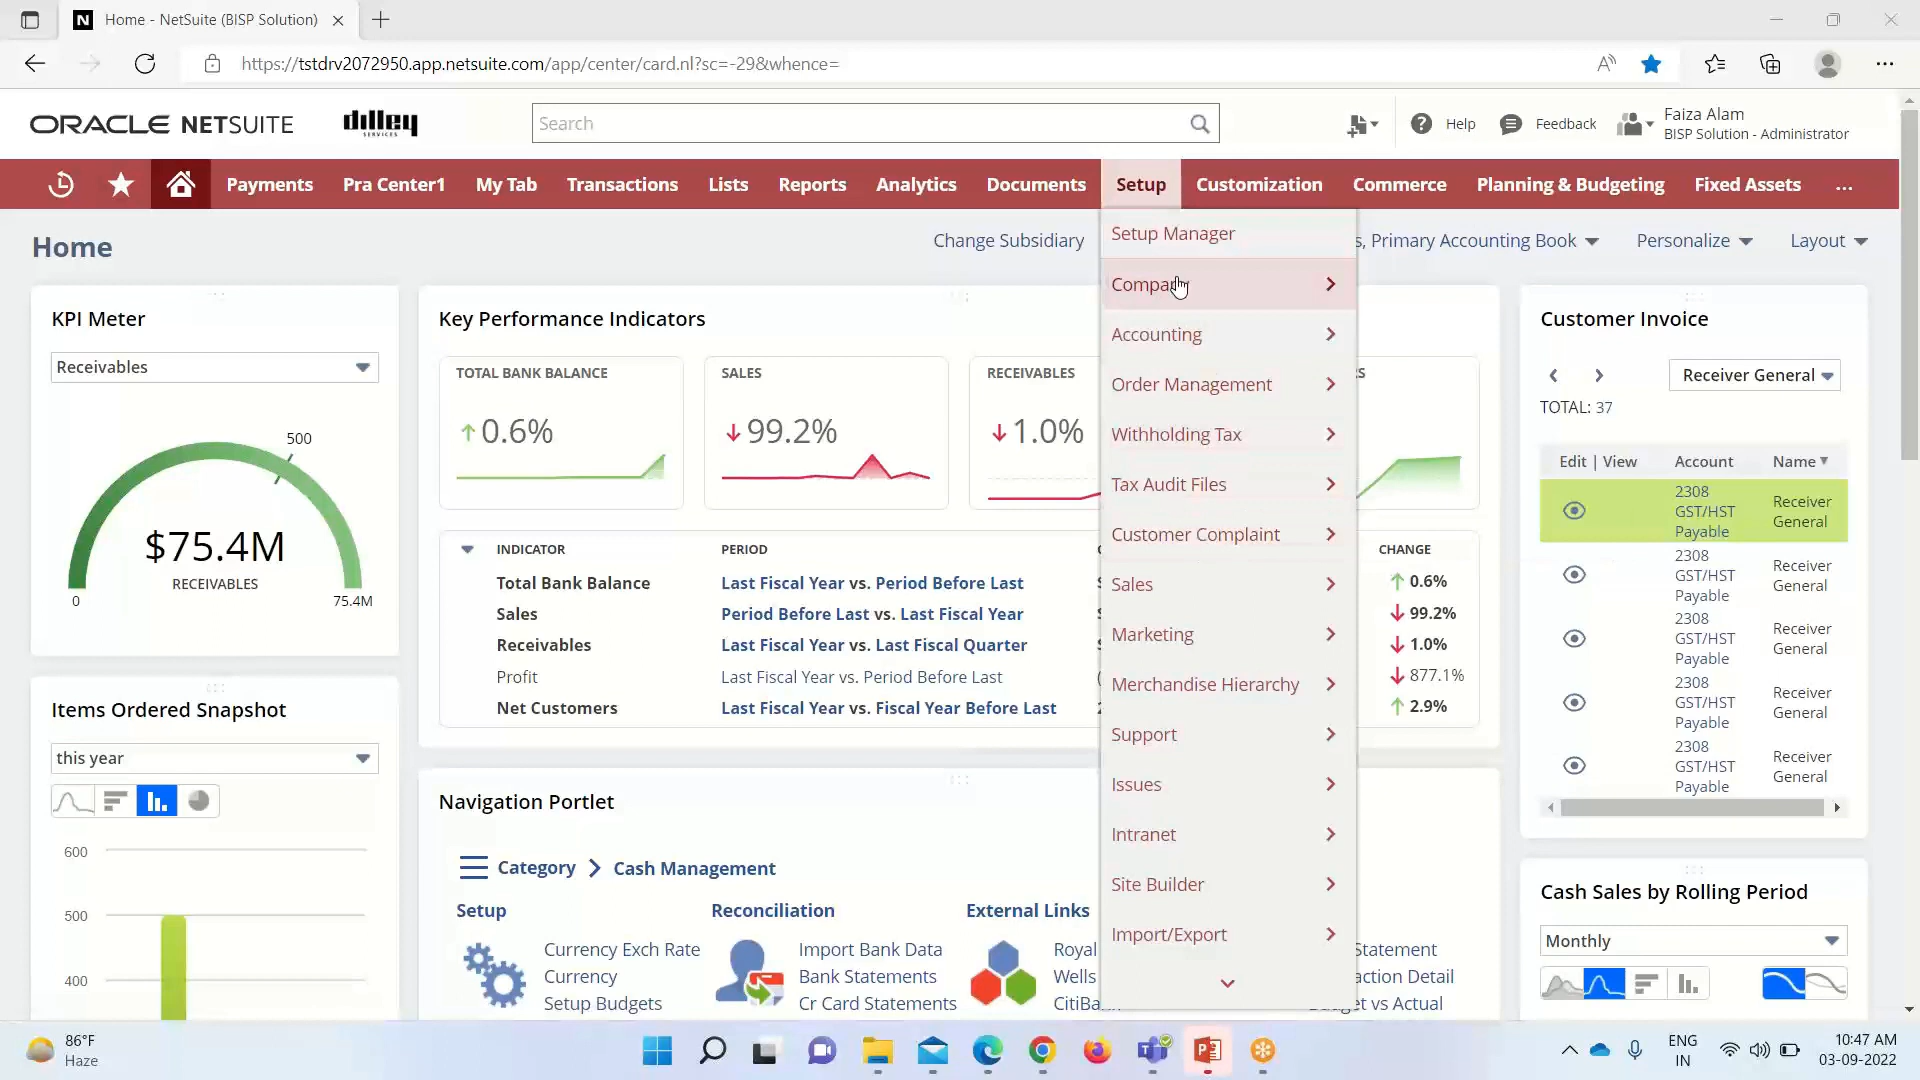 Home - NetSuite (BISP Solution)
https://tstdrv2072950.app.netsuite.com/app/center/card.nl?sc=-29&whence=
ORACLE NETSUITE
dilley
SERVICES
Search
Help
Feedback
Faiza Alam
BISP Solution - Administrator
Payments
Pra Center1
My Tab
Transactions
Lists
Reports
Analytics
Documents
Setup
Customization
Commerce
Planning & Budgeting
Fixed Assets
...
Home
Change Subsidiary
s, Primary Accounting Book
Personalize
Layout
Setup Manager
Company
Accounting
Order Management
Withholding Tax
Tax Audit Files
Customer Complaint
Sales
Marketing
Merchandise Hierarchy
Support
Issues
Intranet
Site Builder
Import/Export
KPI Meter
Receivables
500
$75.4M
RECEIVABLES
0
75.4M
Items Ordered Snapshot
this year
600
500
400
Key Performance Indicators
TOTAL BANK BALANCE
0.6%
SALES
99.2%
RECEIVABLES
1.0%
RS
INDICATOR
PERIOD
CHANGE
Total Bank Balance
Last Fiscal Year vs. Period Before Last
0.6%
Sales
Period Before Last vs. Last Fiscal Year
99.2%
Receivables
Last Fiscal Year vs. Last Fiscal Quarter
1.0%
Profit
Last Fiscal Year vs. Period Before Last
877.1%
Net Customers
Last Fiscal Year vs. Fiscal Year Before Last
2.9%
Navigation Portlet
Category
Cash Management
Setup
Currency Exch Rate
Currency
Setup Budgets
Reconciliation
Import Bank Data
Bank Statements
Cr Card Statements
External Links
Royal
Wells
CitiBa
Statement
action Detail
Budget vs Actual
Customer Invoice
Receiver General
TOTAL: 37
Edit | View
Account
Name
2308
GST/HST
Payable
Receiver
General
2308
GST/HST
Payable
Receiver
General
2308
GST/HST
Payable
Receiver
General
2308
GST/HST
Payable
Receiver
General
2308
GST/HST
Payable
Receiver
General
Cash Sales by Rolling Period
Monthly
86°F
Haze
ENG
IN
10:47 AM
03-09-2022